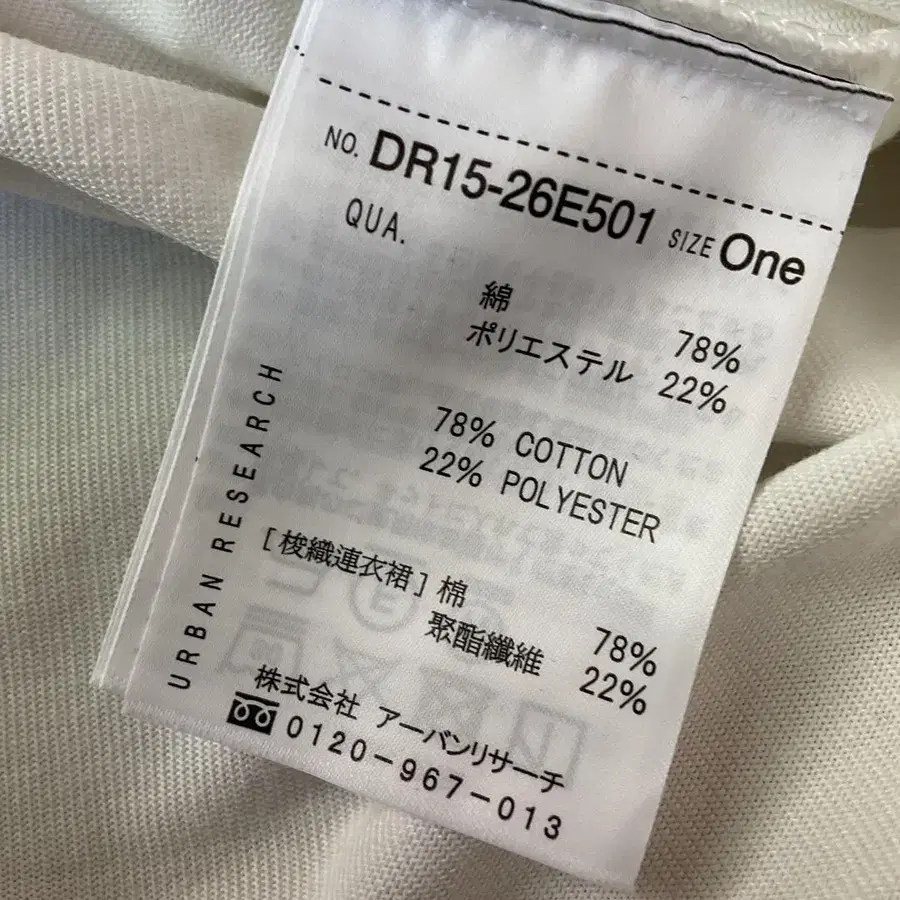 NO. DR15-26E501 SIZE One
QUA.
綿 78%
ポリエステル 22%
78% COTTON
22% POLYESTER
[梭織連衣裙] 棉 78%
聚酯纖維 22%
株式会社 アーバンリサーチ
0120-967-013
URBAN RESEARCH